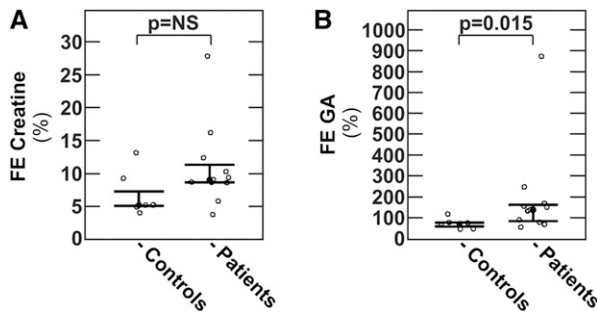 A
p=NS
FE Creatine
(%)
30
25
20
15
10
5
0
- Controls
- Patients
B
p=0.015
FE GA
(%)
1000
900
800
700
600
500
400
300
200
100
0
- Controls
- Patients